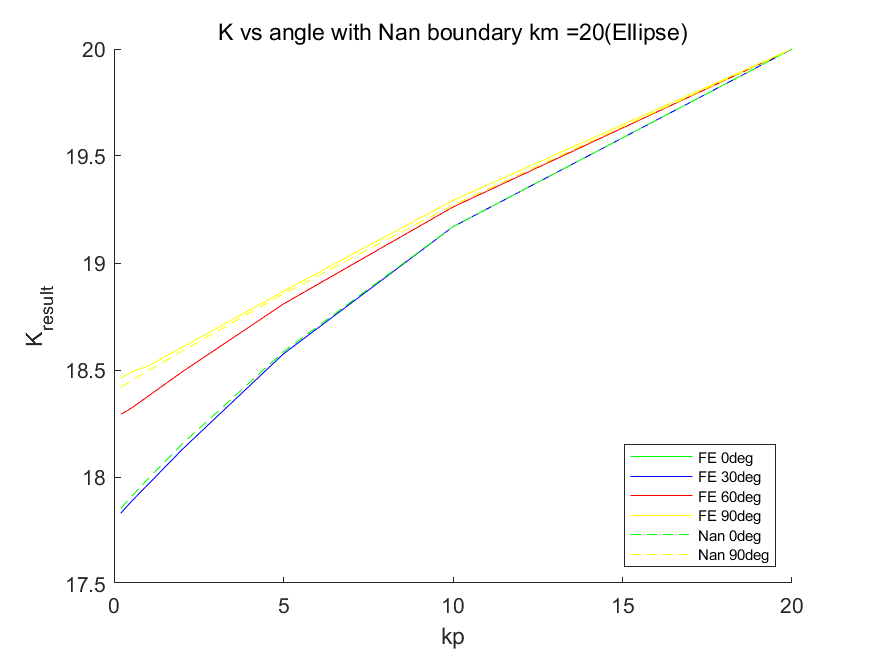 K vs angle with Nan boundary km =20(Ellipse)
20
19.5
19
18.5
18
17.5
K_result
0
5
10
15
20
kp
FE 0deg
FE 30deg
FE 60deg
FE 90deg
Nan 0deg
Nan 90deg